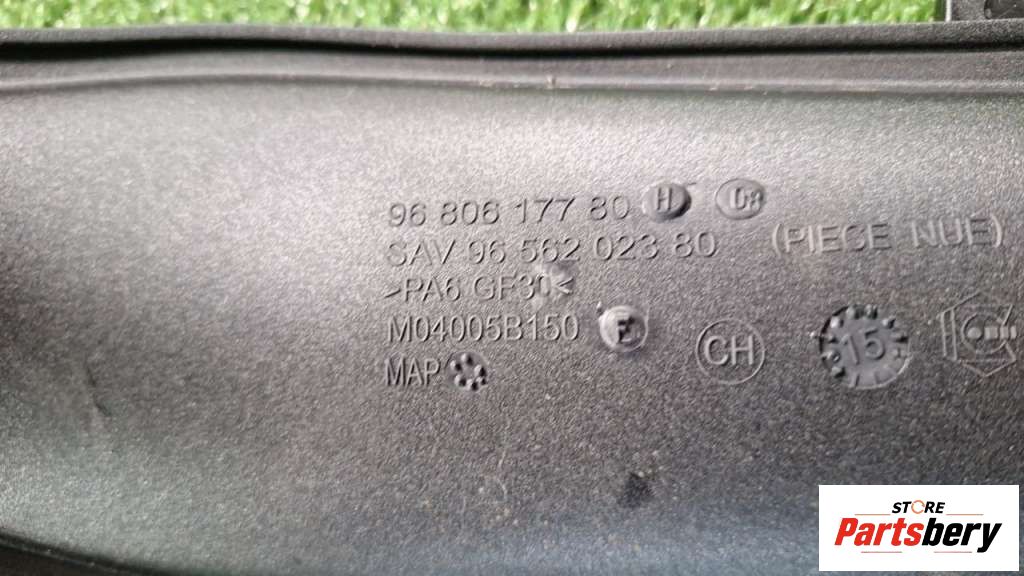 96 806 177 80 H D8
SAV 96 562 023 80 (PIECE NUE)
>PA6 GF30<
M04005B150 E
CH
15
MAP
STORE
Partsbery